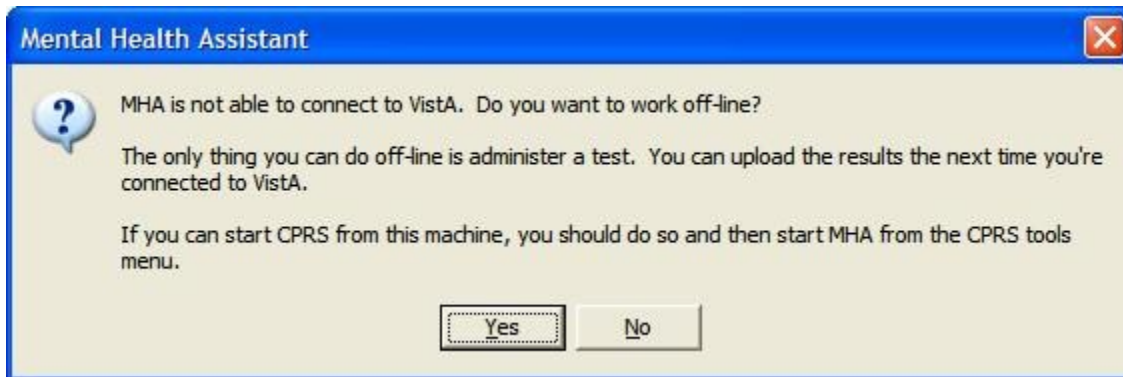 Mental Health Assistant
MHA is not able to connect to VistA.  Do you want to work off-line?
The only thing you can do off-line is administer a test.  You can upload the results the next time you're
connected to VistA.
If you can start CPRS from this machine, you should do so and then start MHA from the CPRS tools
menu.
Yes No